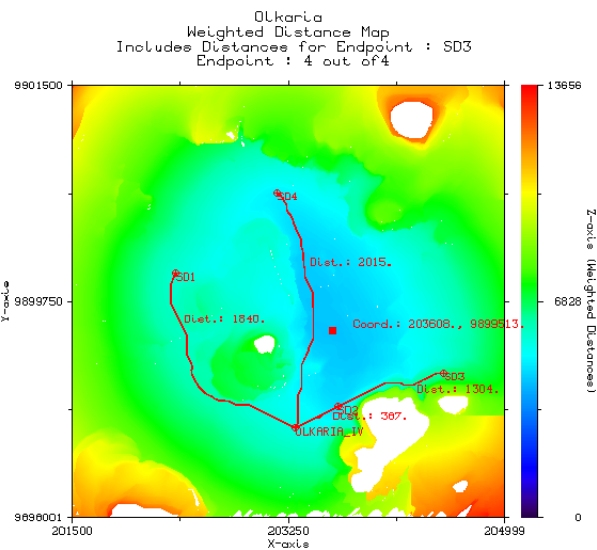 Olkaria
Weighted Distance Map
Includes Distances for Endpoint : SD3
Endpoint : 4 out of4
9901500
13656
SD4
Dist.: 2015.
SD1
9899750
6828
Dist.: 1840.
Coord.: 203608., 9899513.
SD3
Dist.: 1304.
SD2
Dist.: 307.
OLKARIA_IV
9696001
0
201500
203250
204999
X-axis
Y-axis
Z-axis (Weighted Distances)